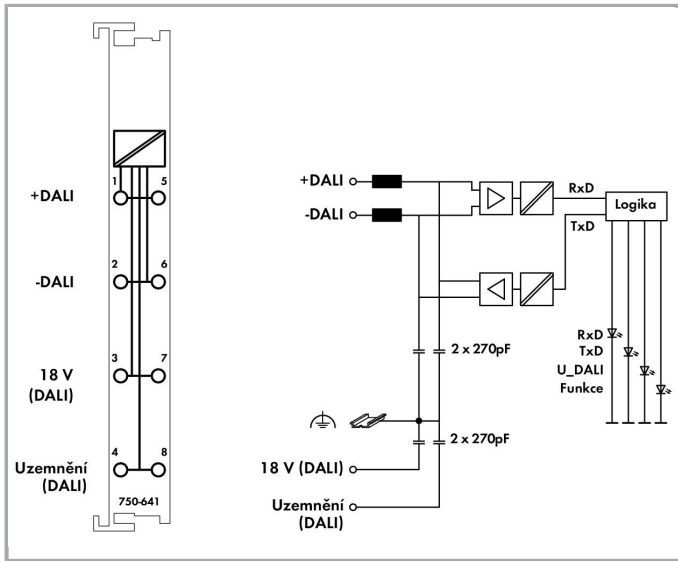 1
5
+DALI
2
6
-DALI
3
7
18 V
(DALI)
4
8
Uzemnění
(DALI)
750-641
+DALI
-DALI
RxD
Logika
TxD
RxD
TxD
U_DALI
Funkce
2 x 270pF
2 x 270pF
18 V (DALI)
Uzemnění
(DALI)